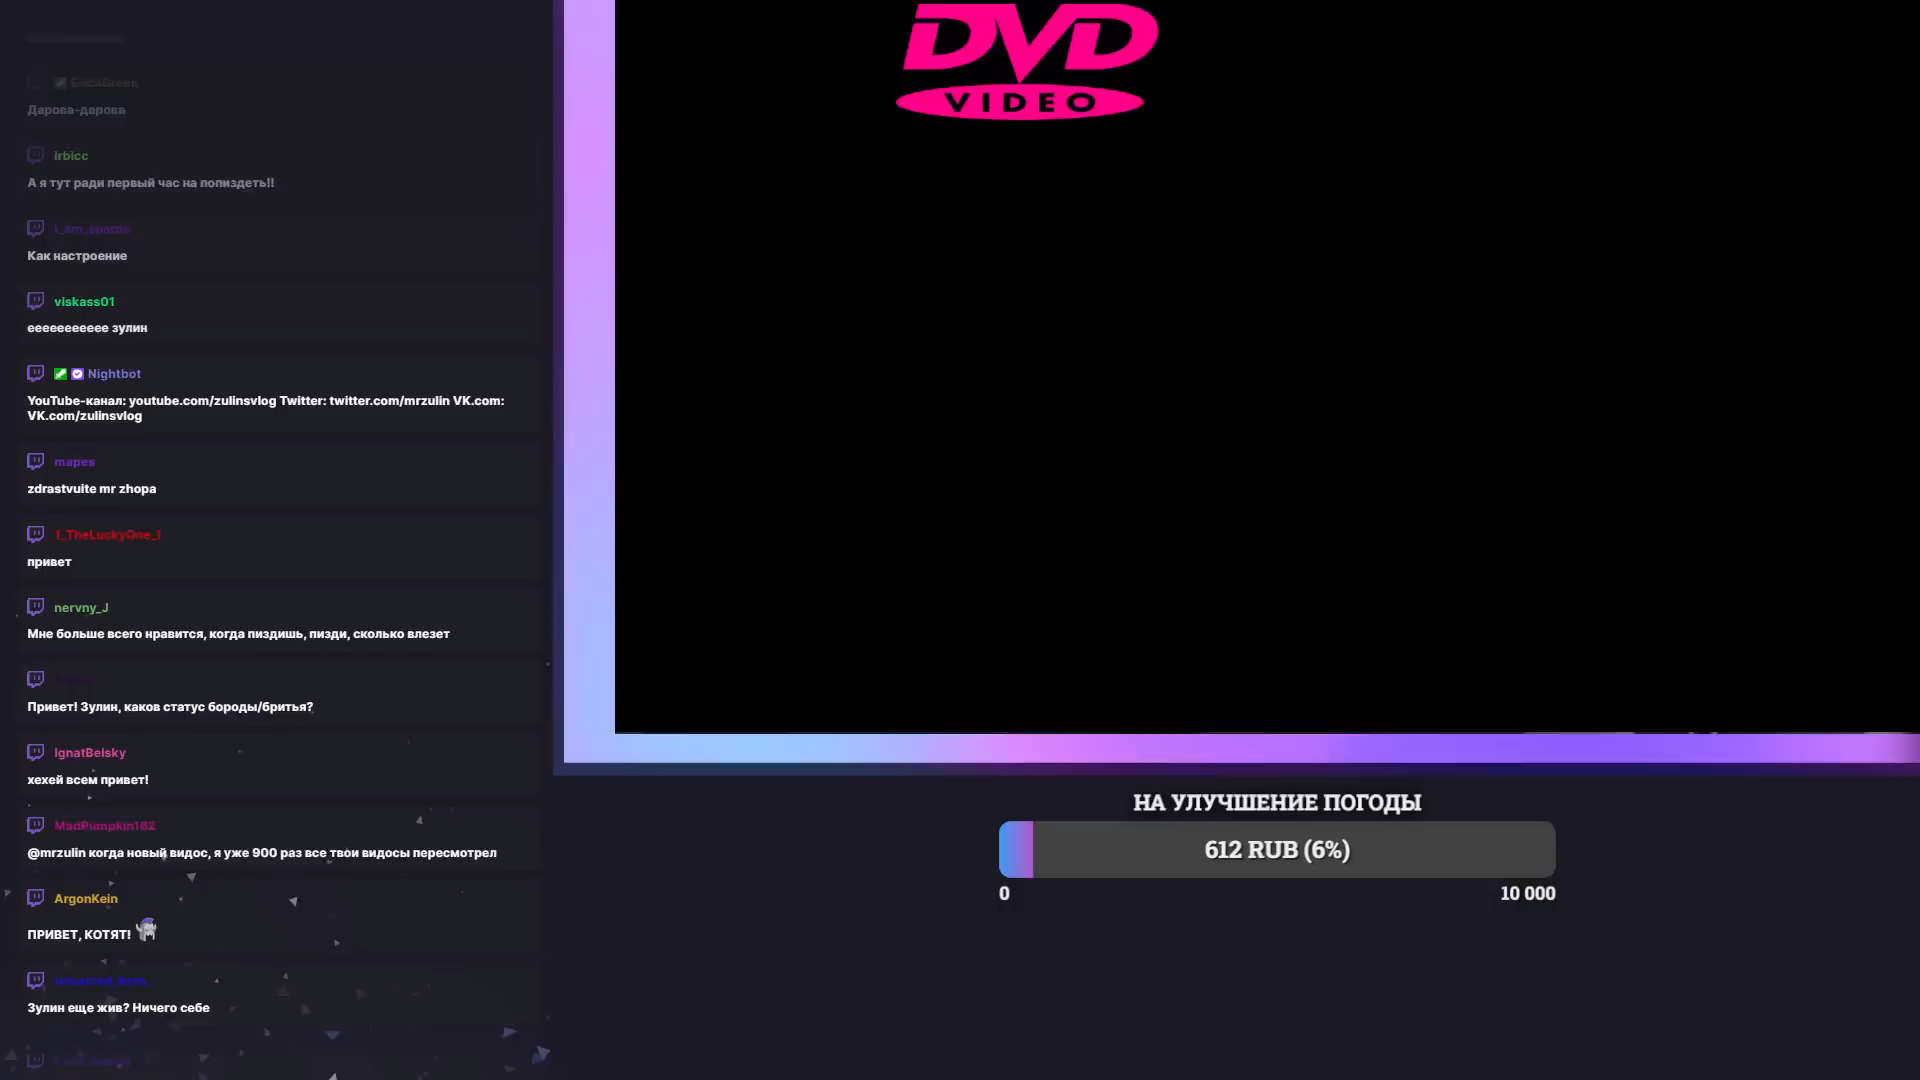 EricaGreen
Дарова-дарова
irbicc
А я тут ради первый час на попиздеть!!
Как настроение
viskass01
еееееееееее зулин
Nightbot
YouTube-канал: youtube.com/zulinsvlog Twitter: twitter.com/mrzulin VK.com:
VK.com/zulinsvlog
mapes
zdrastvuite mr zhopa
1_TheLuckyOne_1
привет
nervny_J
Мне больше всего нравится, когда пиздишь, пизди, сколько влезет
Привет! Зулин, каков статус бороды/бритья?
IgnatBelsky
хехей всем привет!
MadPumpkin162
@mrzulin когда новый видос, я уже 900 раз все твои видосы пересмотрел
ArgonKein
ПРИВЕТ, КОТЯТ!
Зулин еще жив? Ничего себе
DVD
VIDEO
НА УЛУЧШЕНИЕ ПОГОДЫ
612 RUB (6%)
0
10 000